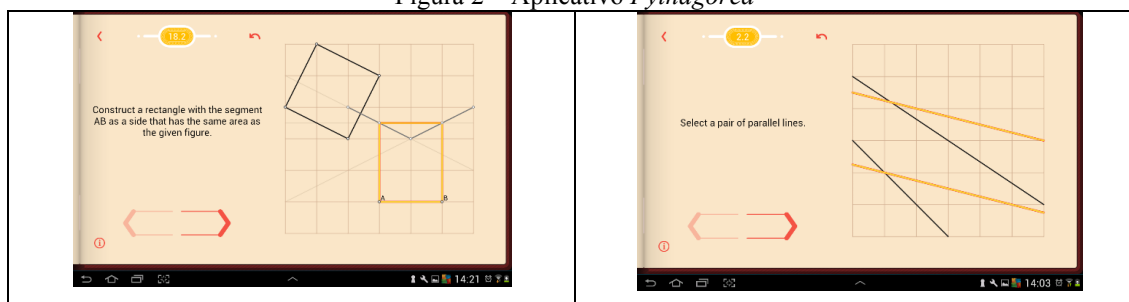 Figura 2 – Aplicativo Pythagorea
18.2
Construct a rectangle with the segment
AB as a side that has the same area as
the given figure.
A
B
14:21
2.2
Select a pair of parallel lines.
14:03